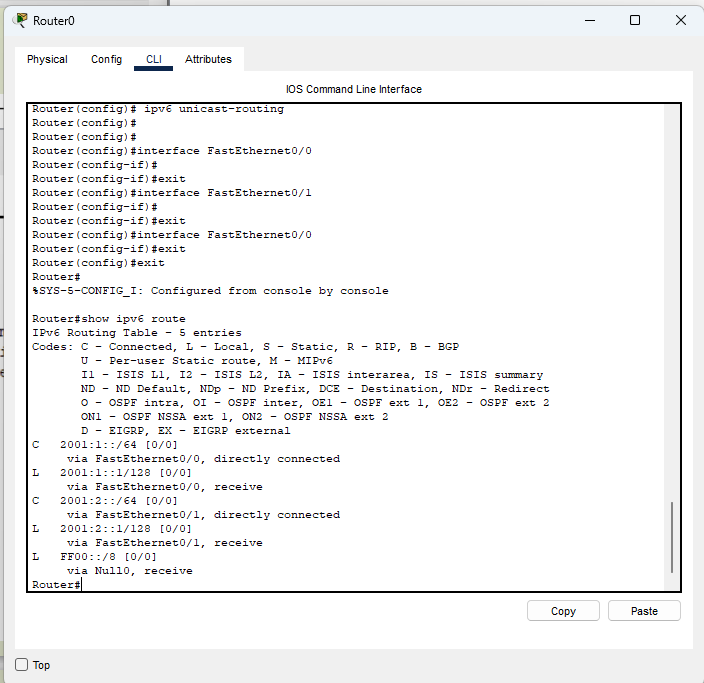 Router0
Physical Config CLI Attributes
IOS Command Line Interface
Router(config)# ipv6 unicast-routing
Router(config)#
Router(config)#
Router(config)#interface FastEthernet0/0
Router(config-if)#
Router(config-if)#exit
Router(config)#interface FastEthernet0/1
Router(config-if)#
Router(config-if)#exit
Router(config)#interface FastEthernet0/0
Router(config-if)#exit
Router(config)#exit
Router#
%SYS-5-CONFIG_I: Configured from console by console
Router#show ipv6 route
IPv6 Routing Table - 5 entries
Codes: C - Connected, L - Local, S - Static, R - RIP, B - BGP
U - Per-user Static route, M - MIPv6
I1 - ISIS L1, I2 - ISIS L2, IA - ISIS interarea, IS - ISIS summary
ND - ND Default, NDp - ND Prefix, DCE - Destination, NDr - Redirect
O - OSPF intra, OI - OSPF inter, OE1 - OSPF ext 1, OE2 - OSPF ext 2
ON1 - OSPF NSSA ext 1, ON2 - OSPF NSSA ext 2
D - EIGRP, EX - EIGRP external
C 2001:1::/64 [0/0]
via FastEthernet0/0, directly connected
L 2001:1::1/128 [0/0]
via FastEthernet0/0, receive
C 2001:2::/64 [0/0]
via FastEthernet0/1, directly connected
L 2001:2::1/128 [0/0]
via FastEthernet0/1, receive
L FF00::/8 [0/0]
via Null0, receive
Router#
Copy Paste
Top